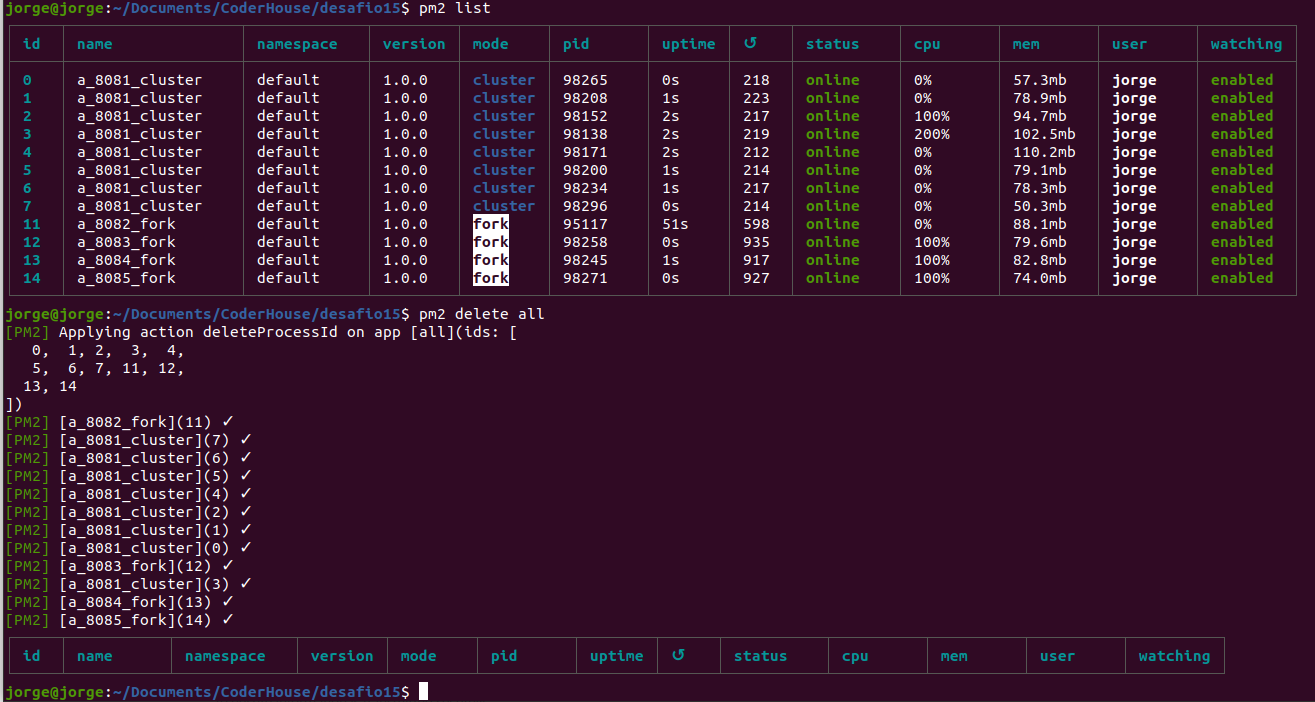 jorge@jorge:~/Documents/CoderHouse/desafio15$ pm2 list
id name namespace version mode pid uptime ↺ status cpu mem user watching
0 a_8081_cluster default 1.0.0 cluster 98265 0s 218 online 0% 57.3mb jorge enabled
1 a_8081_cluster default 1.0.0 cluster 98208 1s 223 online 0% 78.9mb jorge enabled
2 a_8081_cluster default 1.0.0 cluster 98152 2s 217 online 100% 94.7mb jorge enabled
3 a_8081_cluster default 1.0.0 cluster 98138 2s 219 online 200% 102.5mb jorge enabled
4 a_8081_cluster default 1.0.0 cluster 98171 2s 212 online 0% 110.2mb jorge enabled
5 a_8081_cluster default 1.0.0 cluster 98200 1s 214 online 0% 79.1mb jorge enabled
6 a_8081_cluster default 1.0.0 cluster 98234 1s 217 online 0% 78.3mb jorge enabled
7 a_8081_cluster default 1.0.0 cluster 98296 0s 214 online 0% 50.3mb jorge enabled
11 a_8082_fork default 1.0.0 fork 95117 51s 598 online 0% 88.1mb jorge enabled
12 a_8083_fork default 1.0.0 fork 98258 0s 935 online 100% 79.6mb jorge enabled
13 a_8084_fork default 1.0.0 fork 98245 1s 917 online 100% 82.8mb jorge enabled
14 a_8085_fork default 1.0.0 fork 98271 0s 927 online 100% 74.0mb jorge enabled
jorge@jorge:~/Documents/CoderHouse/desafio15$ pm2 delete all
[PM2] Applying action deleteProcessId on app [all](ids: [
0, 1, 2, 3, 4,
5, 6, 7, 11, 12,
13, 14
])
[PM2] [a_8082_fork](11) ✓
[PM2] [a_8081_cluster](7) ✓
[PM2] [a_8081_cluster](6) ✓
[PM2] [a_8081_cluster](5) ✓
[PM2] [a_8081_cluster](4) ✓
[PM2] [a_8081_cluster](2) ✓
[PM2] [a_8081_cluster](1) ✓
[PM2] [a_8081_cluster](0) ✓
[PM2] [a_8083_fork](12) ✓
[PM2] [a_8081_cluster](3) ✓
[PM2] [a_8084_fork](13) ✓
[PM2] [a_8085_fork](14) ✓
id name namespace version mode pid uptime ↺ status cpu mem user watching
jorge@jorge:~/Documents/CoderHouse/desafio15$